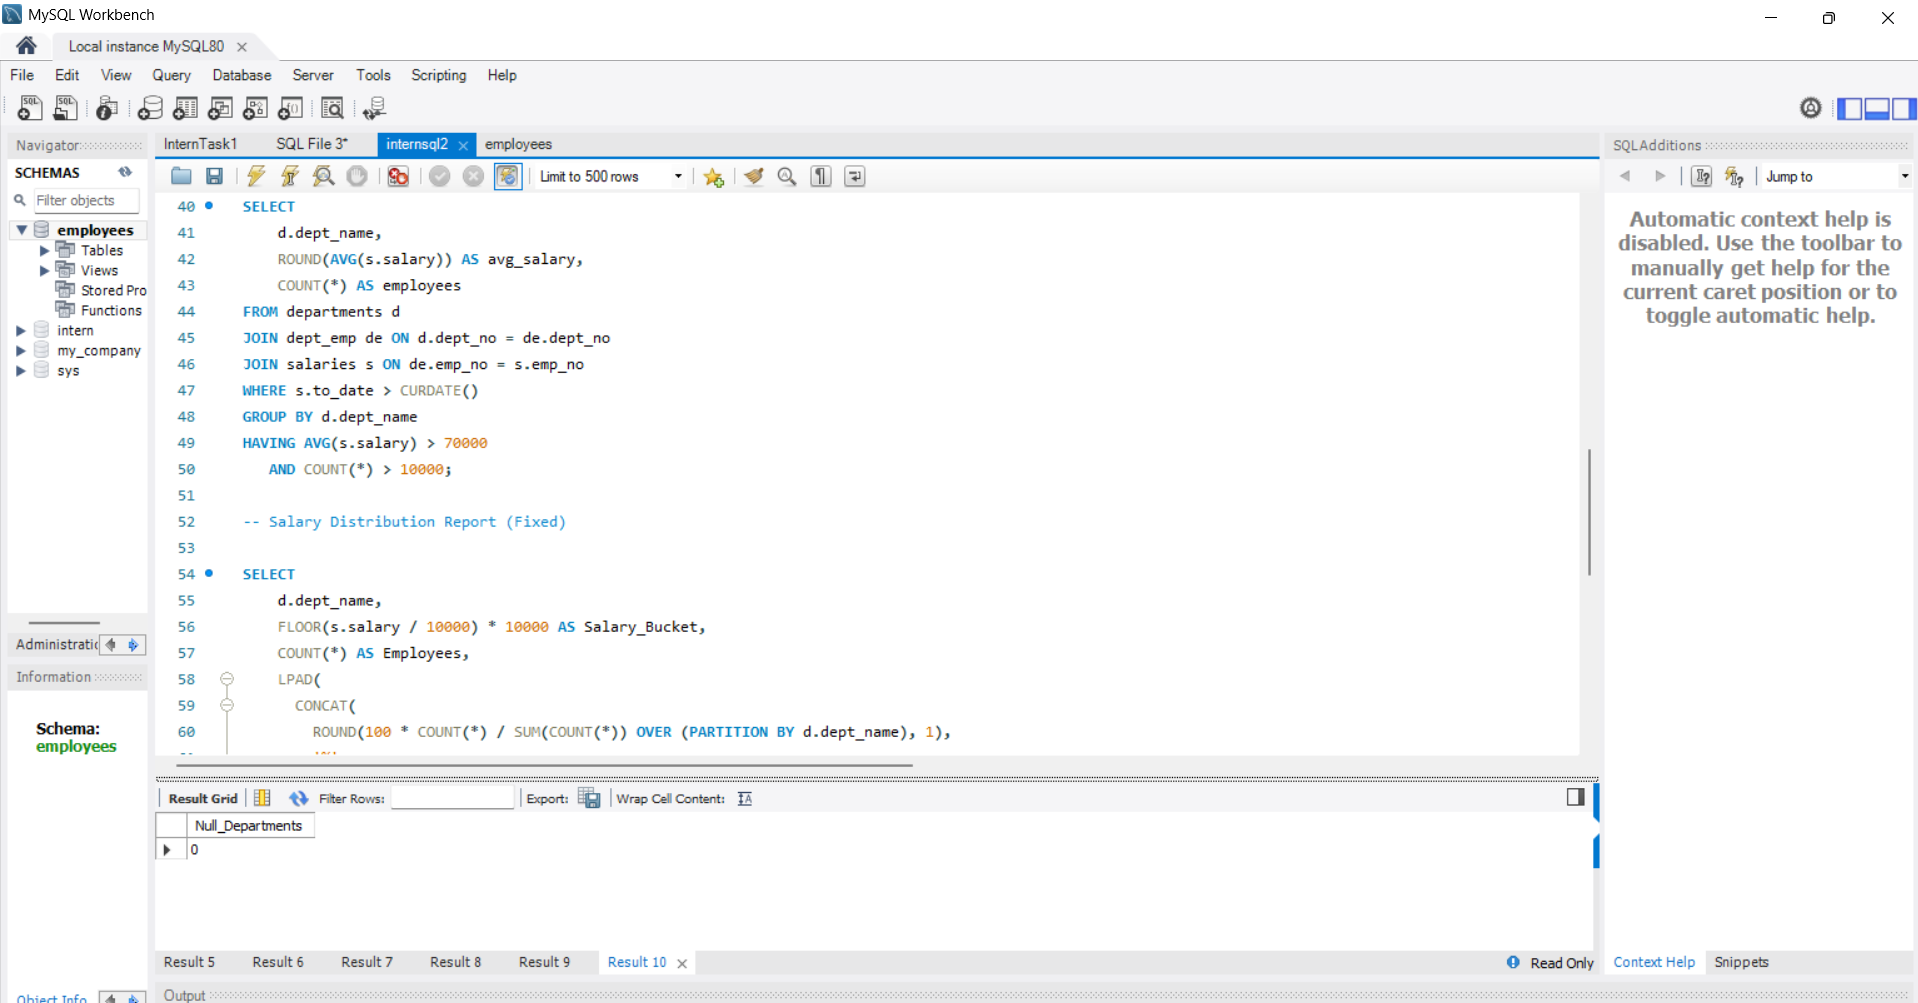 MySQL Workbench
Local instance MySQL80
File Edit View Query Database Server Tools Scripting Help
Navigator
SCHEMAS
Filter objects
employees
Tables
Views
Stored Pro
Functions
intern
my_company
sys
Administratio
Information
Schema:
employees
Object Info
InternTask1 SQL File 3* internsql2 employees
Limit to 500 rows
40 SELECT
41 d.dept_name,
42 ROUND(AVG(s.salary)) AS avg_salary,
43 COUNT(*) AS employees
44 FROM departments d
45 JOIN dept_emp de ON d.dept_no = de.dept_no
46 JOIN salaries s ON de.emp_no = s.emp_no
47 WHERE s.to_date > CURDATE()
48 GROUP BY d.dept_name
49 HAVING AVG(s.salary) > 70000
50 AND COUNT(*) > 10000;
51
52 -- Salary Distribution Report (Fixed)
53
54 SELECT
55 d.dept_name,
56 FLOOR(s.salary / 10000) * 10000 AS Salary_Bucket,
57 COUNT(*) AS Employees,
58 LPAD(
59 CONCAT(
60 ROUND(100 * COUNT(*) / SUM(COUNT(*)) OVER (PARTITION BY d.dept_name), 1),
Result Grid Filter Rows: Export: Wrap Cell Content:
Null_Departments
0
Result 5 Result 6 Result 7 Result 8 Result 9 Result 10
Read Only
Output
SQLAdditions
Jump to
Automatic context help is
disabled. Use the toolbar to
manually get help for the
current caret position or to
toggle automatic help.
Context Help Snippets